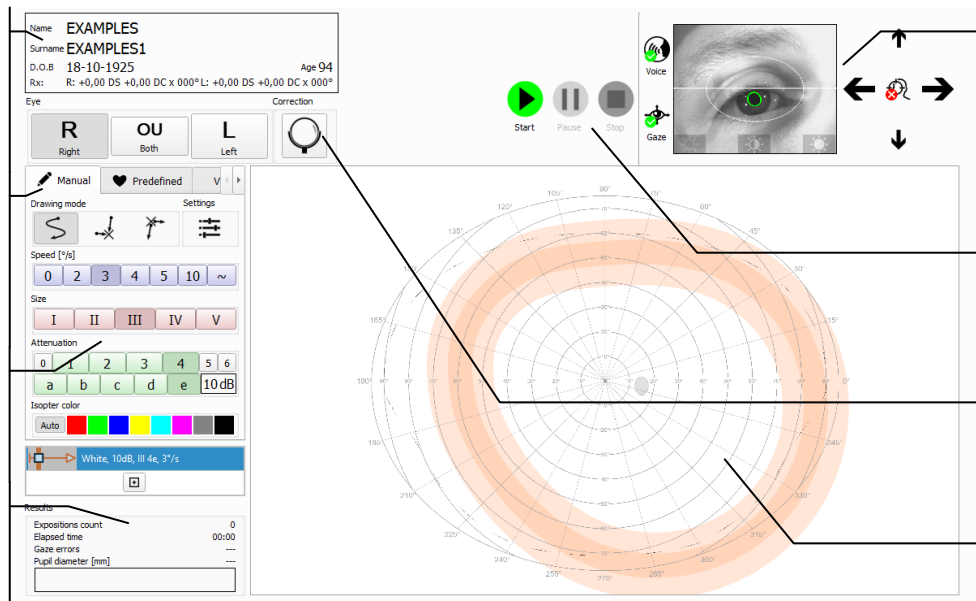 Name EXAMPLES
Surname EXAMPLES1
D.O.B 18-10-1925 Age 94
Rx: R: +0,00 DS +0,00 DC x 000° L: +0,00 DS +0,00 DC x 000°
Eye Correction
R Right
OU Both
L Left
Start Pause Stop
Voice
Gaze
Manual Predefined V
Drawing mode Settings
Speed [°/s]
0 2 3 4 5 10 ~
Size
I II III IV V
Attenuation
0 1 2 3 4 5 6
a b c d e 10 dB
Isopter color
Auto
White, 10dB, III 4e, 3°/s
Results
Expositions count 0
Elapsed time 00:00
Gaze errors ---
Pupil diameter [mm] ---
90°
105° 75°
120° 60°
135° 45°
30°
165° 15°
180° 0°
195 345°
210° 330°
225° 315°
240° 300°
255° 285°
270°